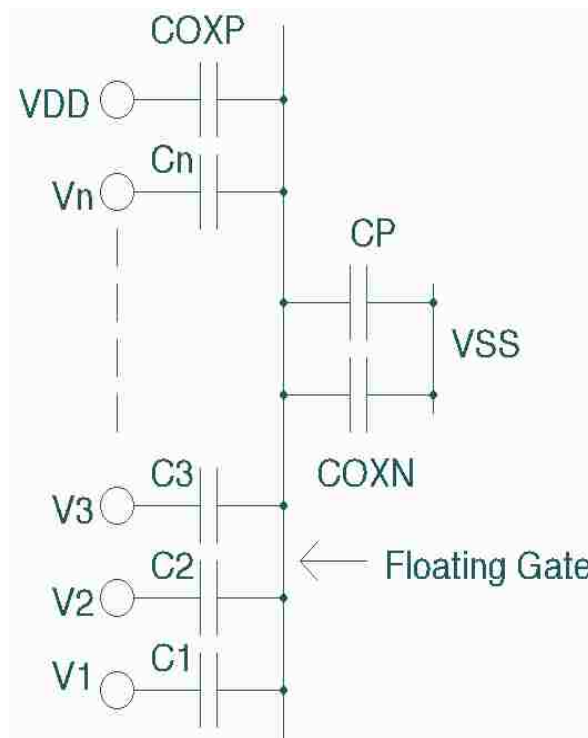 COXP
VDD
Cn
Vn
CP
VSS
COXN
C3
V3
Floating Gate
C2
V2
C1
V1